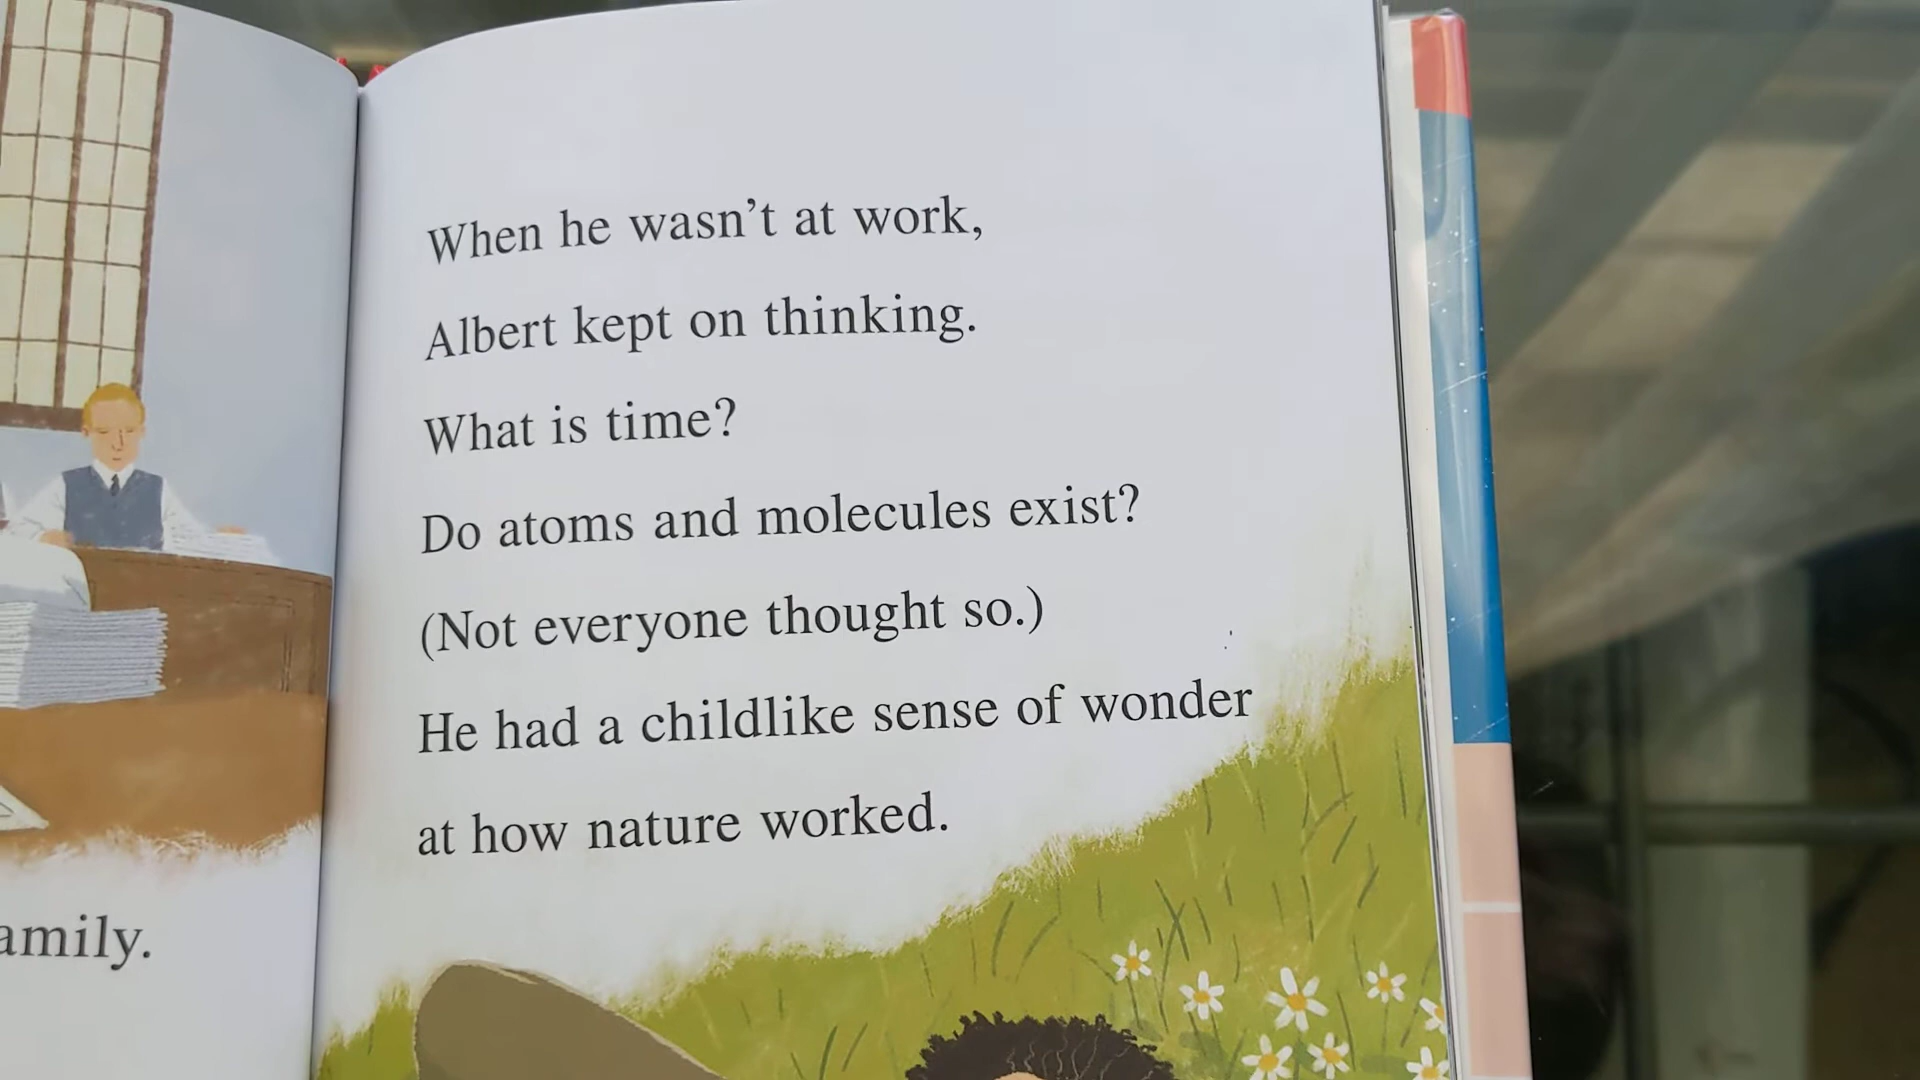 When he wasn't at work,
Albert kept on thinking.
What is time?
Do atoms and molecules exist?
(Not everyone thought so.)
He had a childlike sense of wonder
at how nature worked.